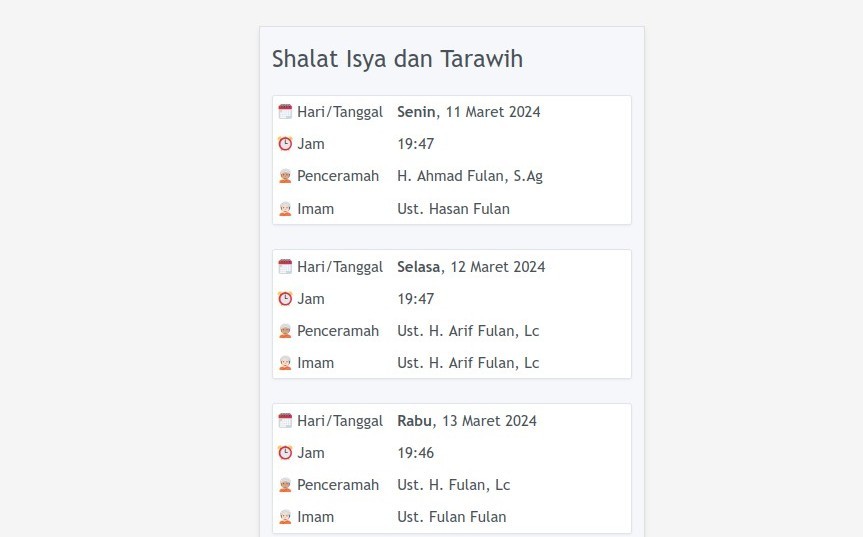 Shalat Isya dan Tarawih
Hari/Tanggal Senin, 11 Maret 2024
Jam 19:47
Penceramah H. Ahmad Fulan, S.Ag
Imam Ust. Hasan Fulan
Hari/Tanggal Selasa, 12 Maret 2024
Jam 19:47
Penceramah Ust. H. Arif Fulan, Lc
Imam Ust. H. Arif Fulan, Lc
Hari/Tanggal Rabu, 13 Maret 2024
Jam 19:46
Penceramah Ust. H. Fulan, Lc
Imam Ust. Fulan Fulan